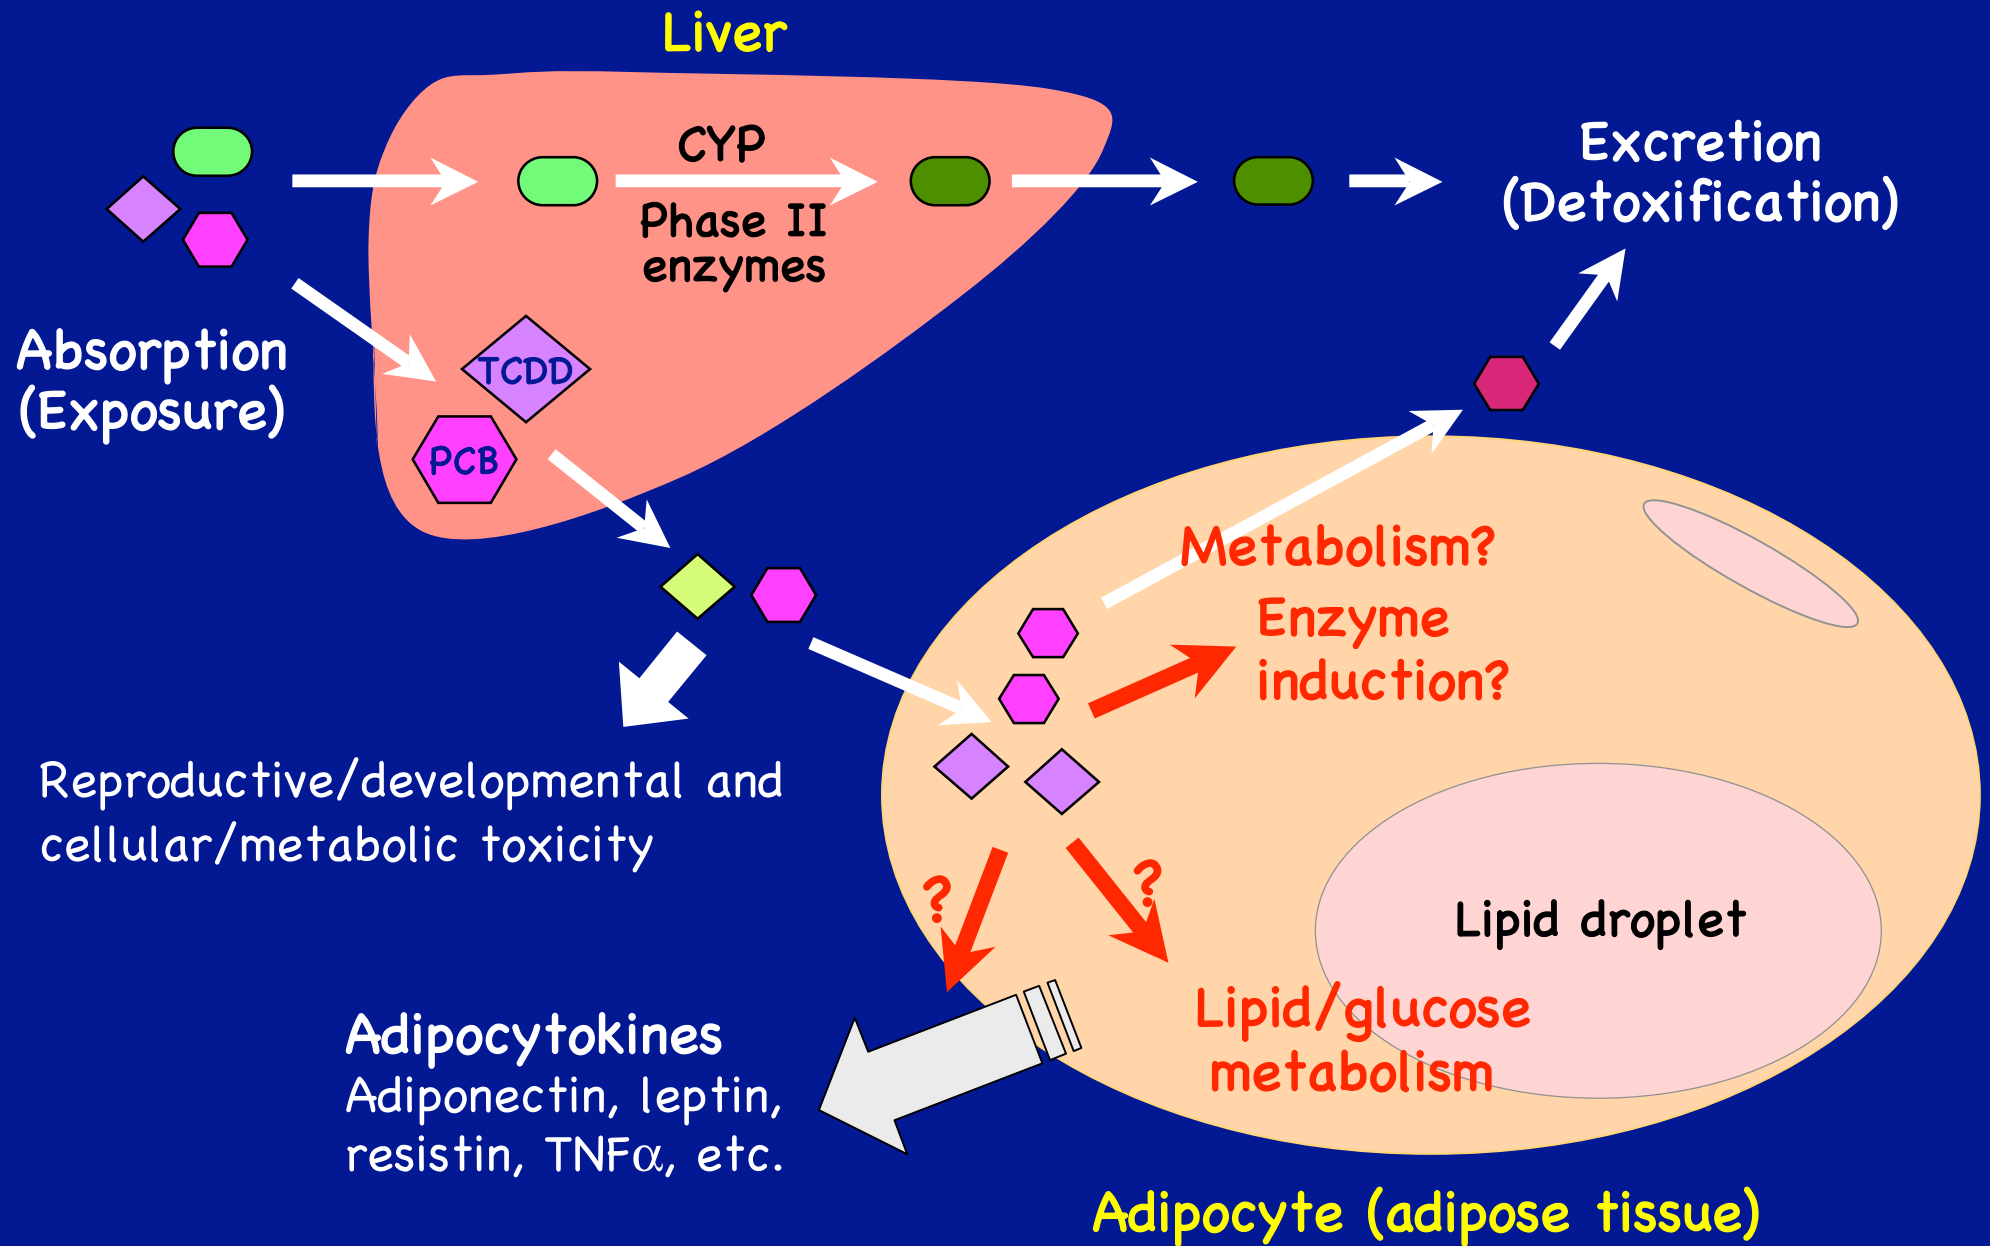 Liver
CYP
Phase II
enzymes
Excretion
(Detoxification)
Absorption
(Exposure)
TCDD
PCB
Metabolism?
Enzyme
induction?
Reproductive/developmental and
cellular/metabolic toxicity
?
?
Lipid droplet
Lipid/glucose
metabolism
Adipocytokines
Adiponectin, leptin,
resistin, TNFα, etc.
Adipocyte (adipose tissue)